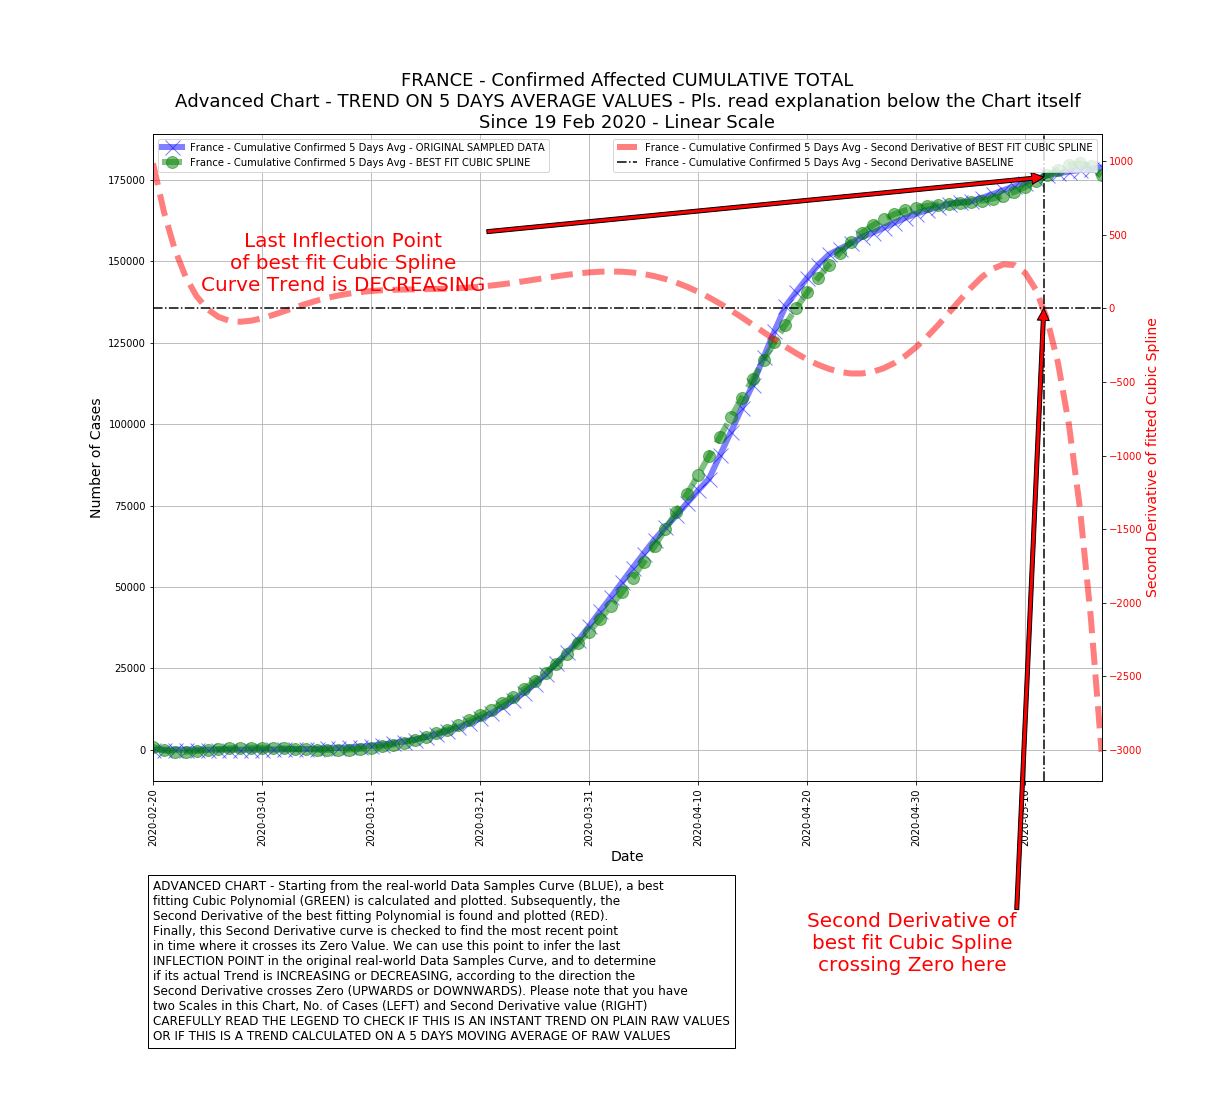 FRANCE - Confirmed Affected CUMULATIVE TOTAL
Advanced Chart - TREND ON 5 DAYS AVERAGE VALUES - Pls. read explanation below the Chart itself
Since 19 Feb 2020 - Linear Scale
France - Cumulative Confirmed 5 Days Avg - ORIGINAL SAMPLED DATA
France - Cumulative Confirmed 5 Days Avg - BEST FIT CUBIC SPLINE
France - Cumulative Confirmed 5 Days Avg - Second Derivative of BEST FIT CUBIC SPLINE
France - Cumulative Confirmed 5 Days Avg - Second Derivative BASELINE
Number of Cases
175000
150000
125000
100000
75000
50000
25000
0
Last Inflection Point
of best fit Cubic Spline
Curve Trend is DECREASING
1000
500
0
−500
−1000
−1500
−2000
−2500
−3000
Second Derivative of fitted Cubic Spline
2020-02-20
2020-03-01
2020-03-11
2020-03-21
2020-03-31
2020-04-10
2020-04-20
2020-04-30
2020-05-10
Date
ADVANCED CHART - Starting from the real-world Data Samples Curve (BLUE), a best
fitting Cubic Polynomial (GREEN) is calculated and plotted. Subsequently, the
Second Derivative of the best fitting Polynomial is found and plotted (RED).
Finally, this Second Derivative curve is checked to find the most recent point
in time where it crosses its Zero Value. We can use this point to infer the last
INFLECTION POINT in the original real-world Data Samples Curve, and to determine
if its actual Trend is INCREASING or DECREASING, according to the direction the
Second Derivative crosses Zero (UPWARDS or DOWNWARDS). Please note that you have
two Scales in this Chart, No. of Cases (LEFT) and Second Derivative value (RIGHT)
CAREFULLY READ THE LEGEND TO CHECK IF THIS IS AN INSTANT TREND ON PLAIN RAW VALUES
OR IF THIS IS A TREND CALCULATED ON A 5 DAYS MOVING AVERAGE OF RAW VALUES
Second Derivative of
best fit Cubic Spline
crossing Zero here